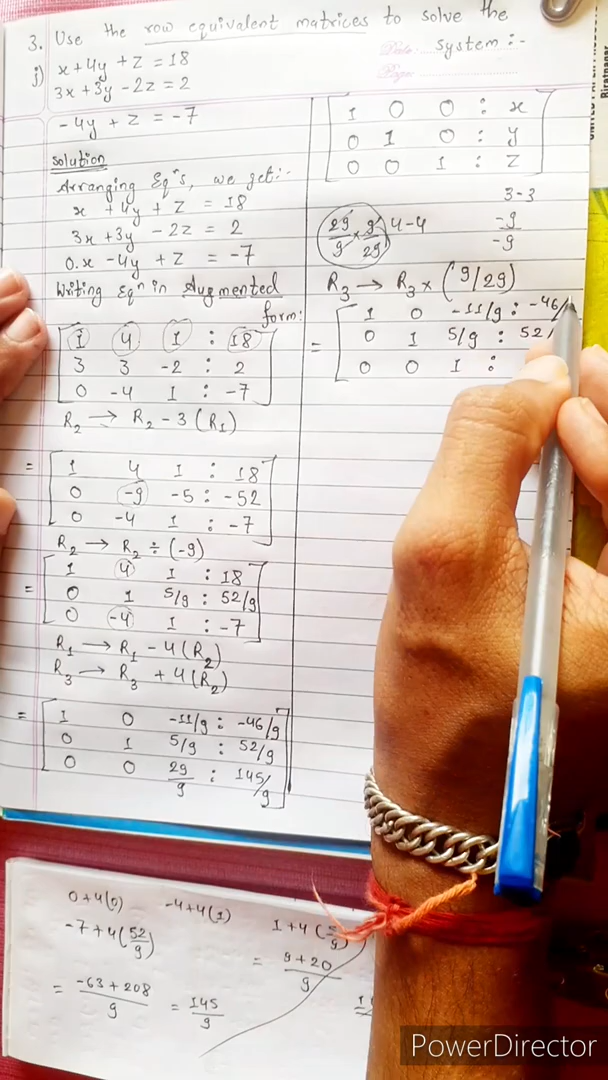 3. Use the row equivalent matrices to solve the
system:-
Date:
Page:
j) x + 4y + z = 18
3x + 3y - 2z = 2
-4y + z = -7
solution
Arranging Eqⁿs, we get:-
x + 4y + z = 18
3x + 3y - 2z = 2
0.x - 4y + z = -7
Writing Eqⁿ in Augmented
form:
1 4 1 : 18
3 3 -2 : 2
0 -4 1 : -7
R₂ → R₂ - 3(R₁)
= 1 4 1 : 18
0 -9 -5 : -52
0 -4 1 : -7
R₂ → R₂ ÷ (-9)
= 1 4 1 : 18
0 1 5/9 : 52/9
0 -4 1 : -7
R₁ → R₁ - 4(R₂)
R₃ → R₃ + 4(R₂)
= 1 0 -11/9 : -46/9
0 1 5/9 : 52/9
0 0 29/9 : 145/9
1 0 0 : x
0 1 0 : y
0 0 1 : z
3-3
29/9 × 9/29 4-4 -9/-9
R₃ → R₃ × (9/29)
= 1 0 -11/9 : -46/
0 1 5/9 : 52/
0 0 1 :
0+4(0) -4+4(1) 1+4(
-7+4(52/9) = 9+20/9
= -63+208/9 = 145/9
PowerDirector
Biratnagar